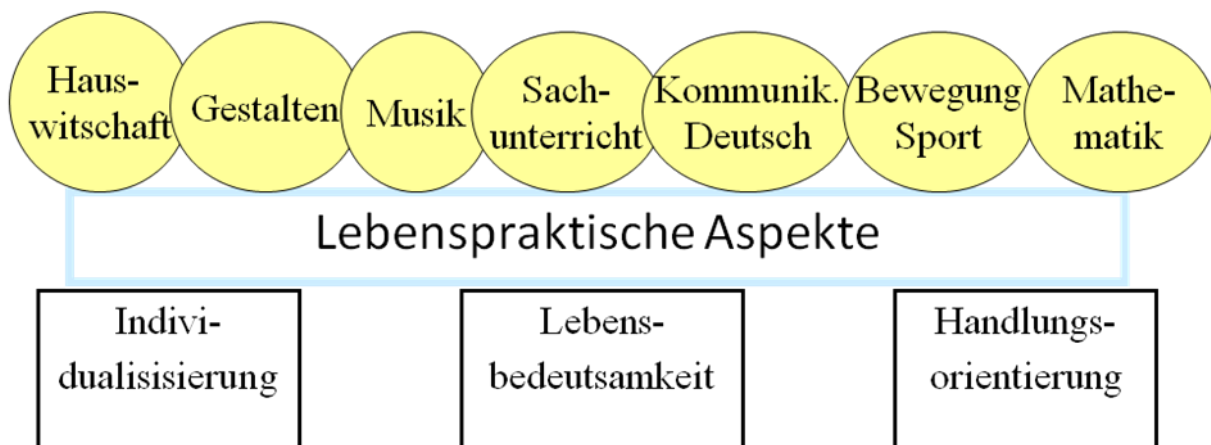 Haus-
witschaft
Gestalten
Musik
Sach-
unterricht
Kommunik.
Deutsch
Bewegung
Sport
Mathe-
matik
Lebenspraktische Aspekte
Indivi-
dualisisierung
Lebens-
bedeutsamkeit
Handlungs-
orientierung